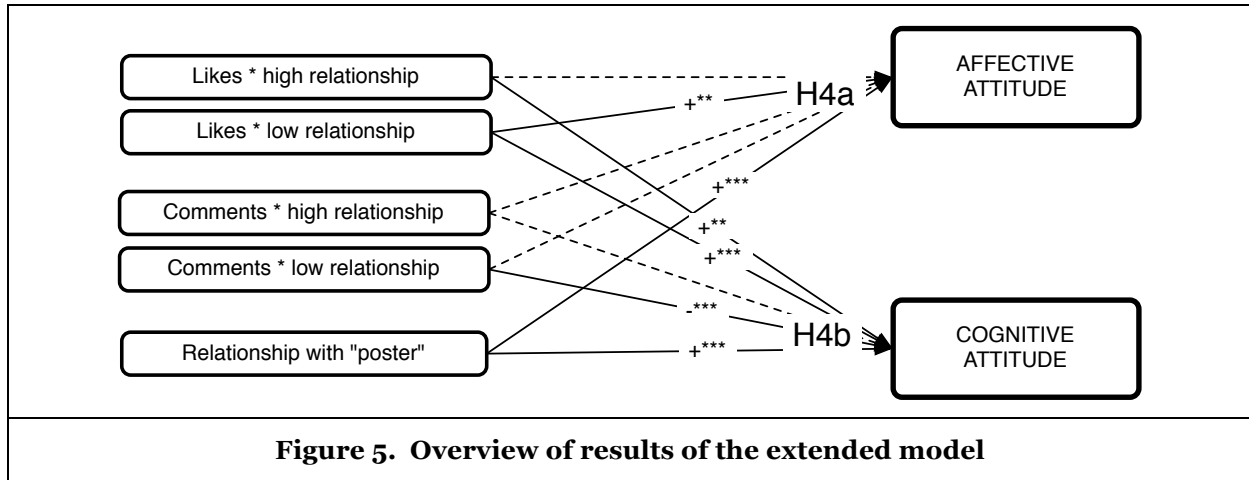 Likes * high relationship
Likes * low relationship
Comments * high relationship
Comments * low relationship
Relationship with "poster"
+**
H4a
+***
+**
+***
-***
H4b
+***
AFFECTIVE
ATTITUDE
COGNITIVE
ATTITUDE
Figure 5. Overview of results of the extended model